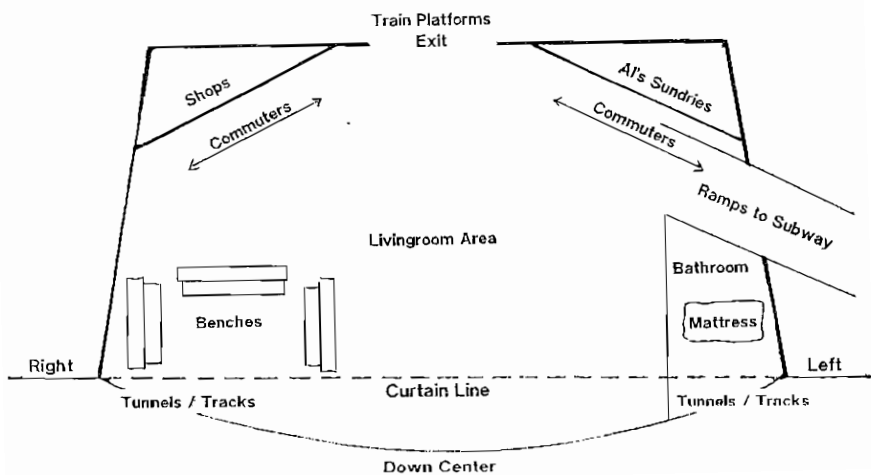 Train Platforms
Exit
Shops
Al's Sundries
Commuters
Commuters
Ramps to Subway
Livingroom Area
Bathroom
Benches
Mattress
Right
Left
Curtain Line
Tunnels / Tracks
Tunnels / Tracks
Down Center